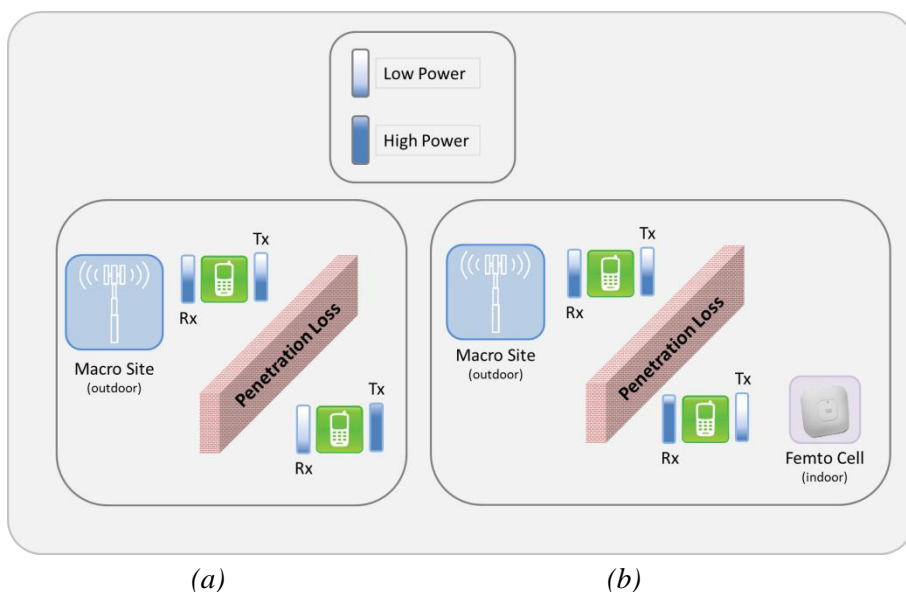 Low Power
High Power
Tx
Rx
Macro Site
(outdoor)
Penetration Loss
Tx
Rx
Tx
Rx
Macro Site
(outdoor)
Penetration Loss
Tx
Rx
Femto Cell
(indoor)
(a)
(b)